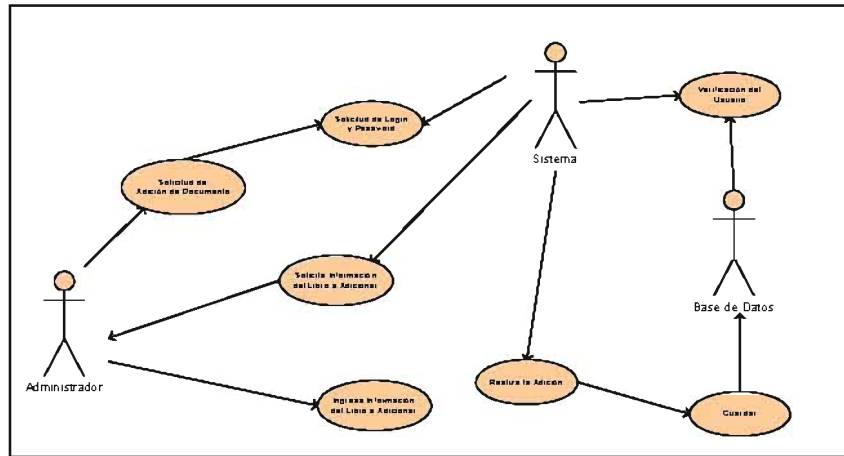 Solicitud de Login
y Password
Verificación del
Usuario
Sistema
Solicitud de
Adición de Documento
Solicita Información
del Libro a Adicionar
Base de Datos
Administrador
Ingresa Información
del Libro a Adicionar
Realiza la Adición
Guardar